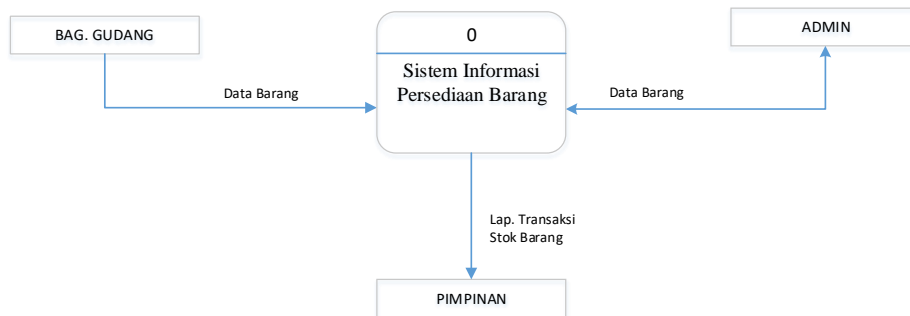 BAG. GUDANG
0
ADMIN
Sistem Informasi
Persediaan Barang
Data Barang
Data Barang
Lap. Transaksi
Stok Barang
PIMPINAN